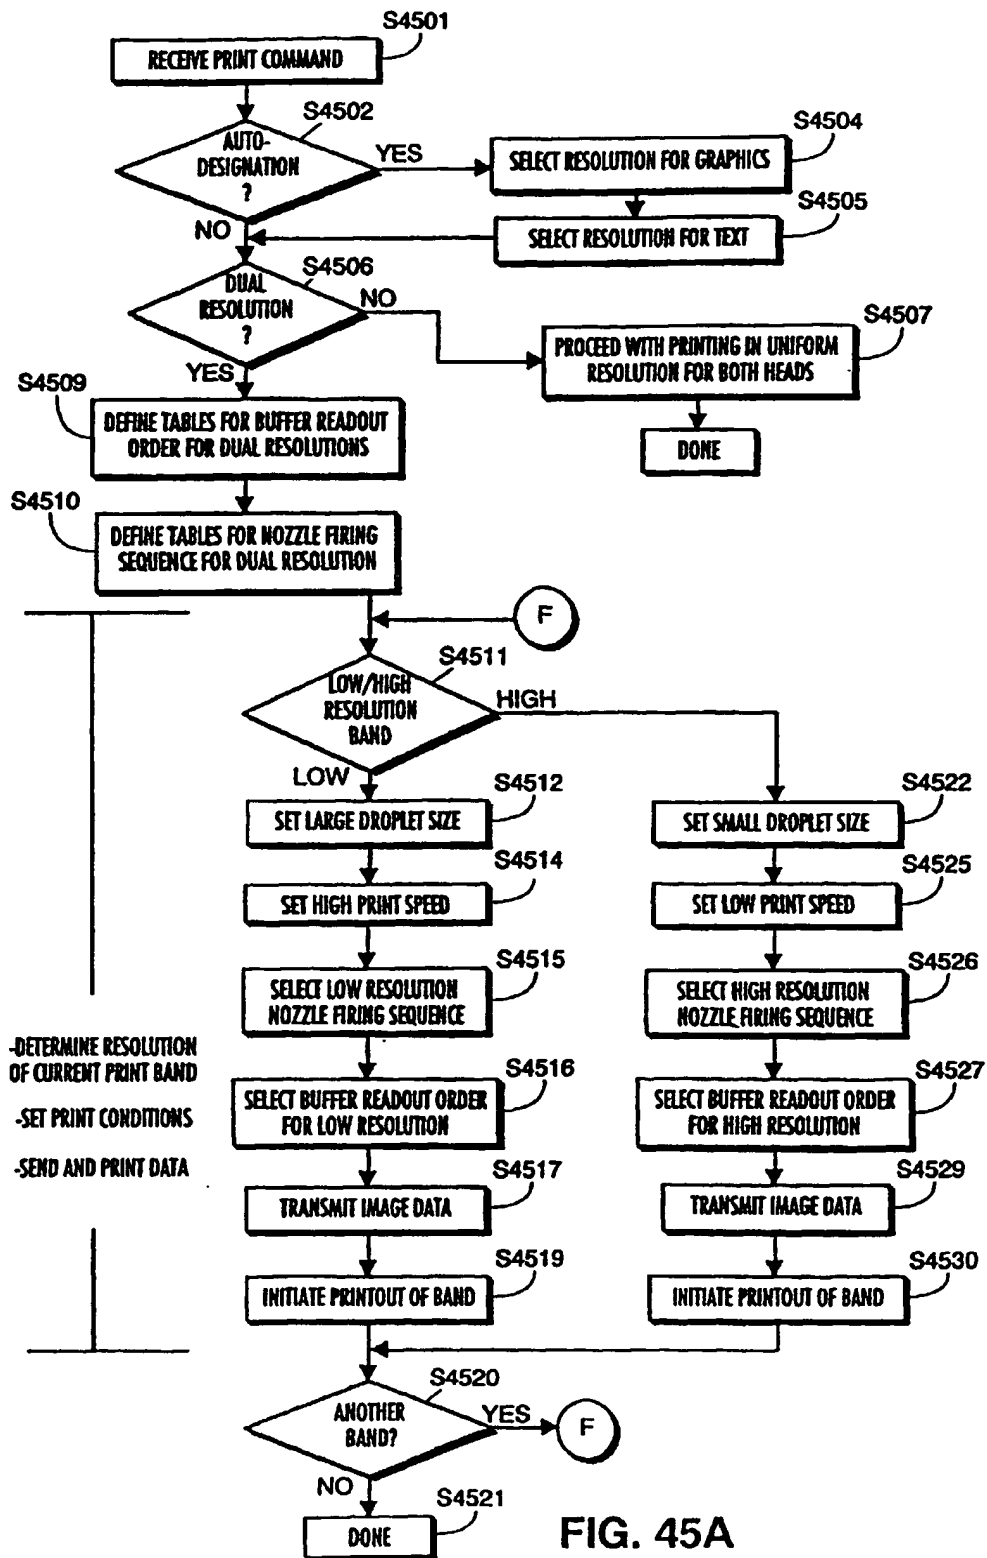 S4501
RECEIVE PRINT COMMAND
S4502
AUTO-
DESIGNATION
?
YES
S4504
SELECT RESOLUTION FOR GRAPHICS
S4505
SELECT RESOLUTION FOR TEXT
NO
S4506
DUAL
RESOLUTION
?
NO
S4507
PROCEED WITH PRINTING IN UNIFORM
RESOLUTION FOR BOTH HEADS
DONE
YES
S4509
DEFINE TABLES FOR BUFFER READOUT
ORDER FOR DUAL RESOLUTIONS
S4510
DEFINE TABLES FOR NOZZLE FIRING
SEQUENCE FOR DUAL RESOLUTION
F
S4511
LOW/HIGH
RESOLUTION
BAND
HIGH
LOW
S4512
SET LARGE DROPLET SIZE
S4514
SET HIGH PRINT SPEED
S4515
SELECT LOW RESOLUTION
NOZZLE FIRING SEQUENCE
S4516
SELECT BUFFER READOUT ORDER
FOR LOW RESOLUTION
S4517
TRANSMIT IMAGE DATA
S4519
INITIATE PRINTOUT OF BAND
S4522
SET SMALL DROPLET SIZE
S4525
SET LOW PRINT SPEED
S4526
SELECT HIGH RESOLUTION
NOZZLE FIRING SEQUENCE
S4527
SELECT BUFFER READOUT ORDER
FOR HIGH RESOLUTION
S4529
TRANSMIT IMAGE DATA
S4530
INITIATE PRINTOUT OF BAND
-DETERMINE RESOLUTION
OF CURRENT PRINT BAND
-SET PRINT CONDITIONS
-SEND AND PRINT DATA
S4520
ANOTHER
BAND?
YES
F
NO
S4521
DONE
FIG. 45A